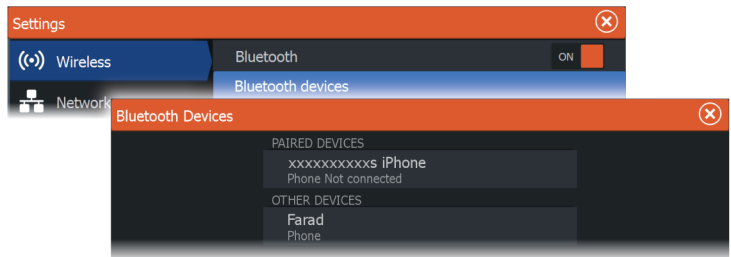 Settings
Wireless
Bluetooth
ON
Bluetooth devices
Network
Bluetooth Devices
PAIRED DEVICES
xxxxxxxxxxs iPhone
Phone Not connected
OTHER DEVICES
Farad
Phone